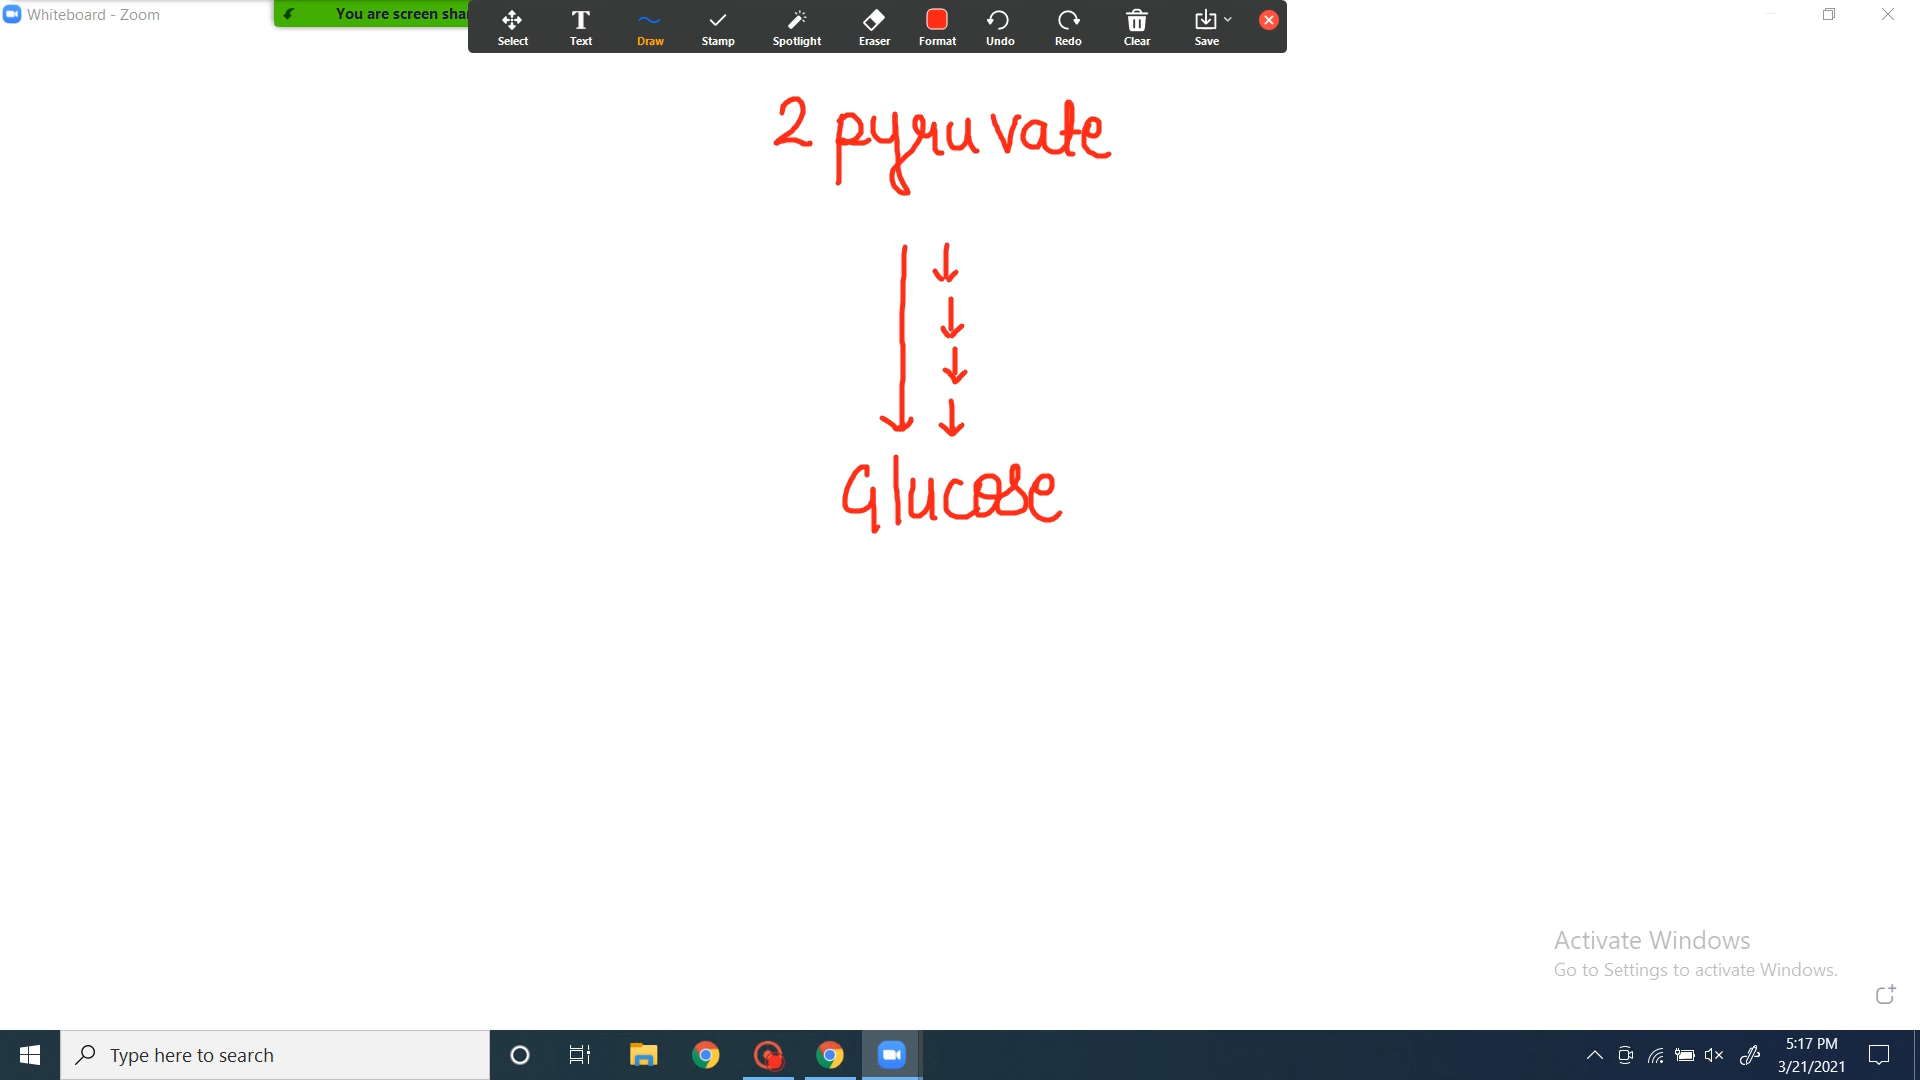 Whiteboard - Zoom
You are screen sha
Select Text Draw Stamp Spotlight Eraser Format Undo Redo Clear Save
2 pyruvate
Glucose
Activate Windows
Go to Settings to activate Windows.
Type here to search
5:17 PM
3/21/2021